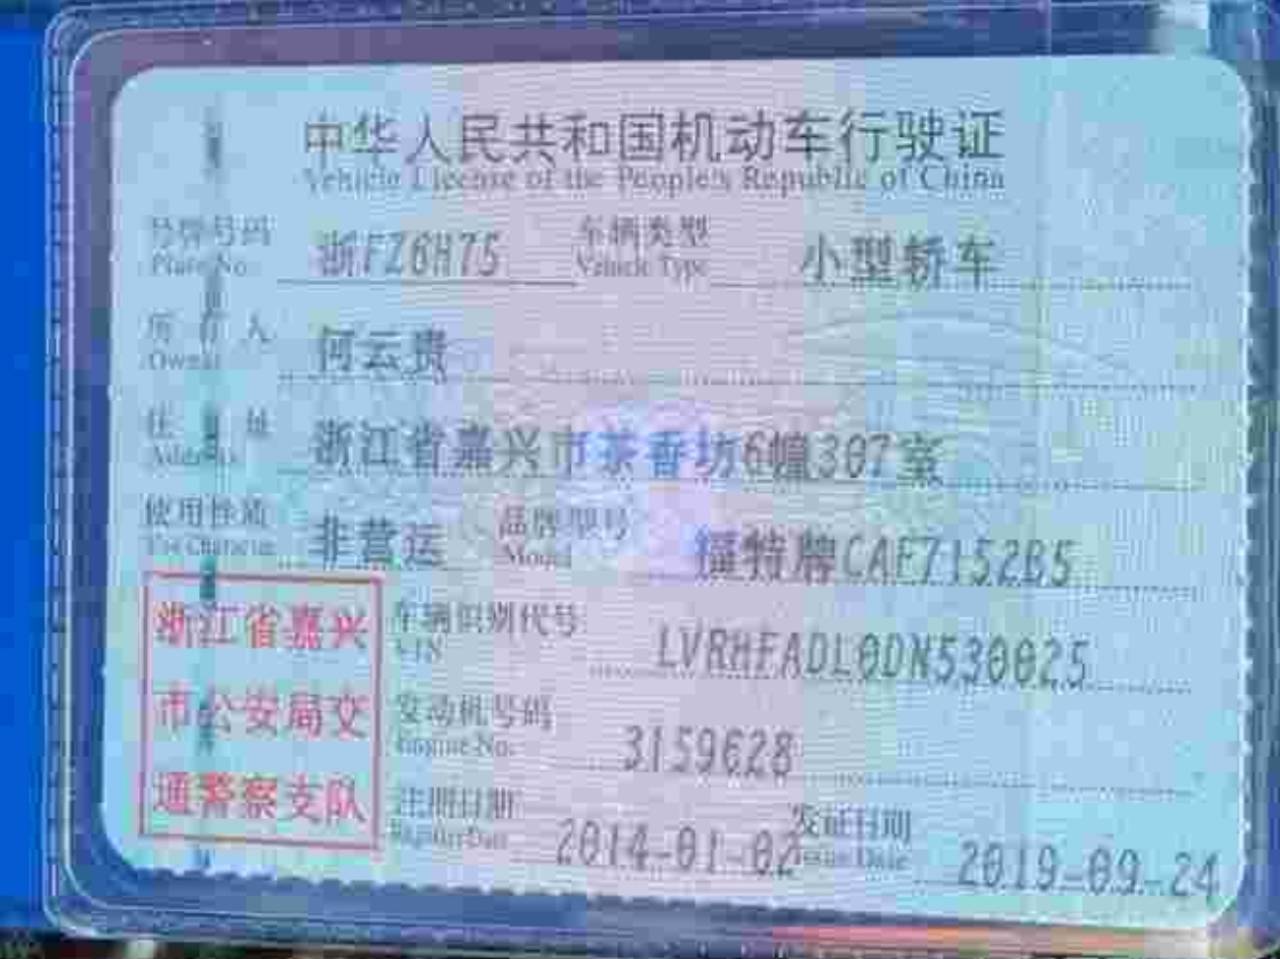 中华人民共和国机动车行驶证
Vehicle License of the People's Republic of China
号牌号码 浙FZ6H75 车辆类型 小型轿车
Plate No. Vehicle Type
所有人 何云贵
Owner
住址 浙江省嘉兴市茶香坊6幢307室
Address
使用性质 非营运 品牌型号 福特牌CAF7152B5
Use Character Model
浙江省嘉兴
市公安局交
通警察支队
车辆识别代号 LVRHFADL0DN530025
VIN
发动机号码 3159628
Engine No.
注册日期 2014-01-02 发证日期 2019-09-24
Register Date Issue Date